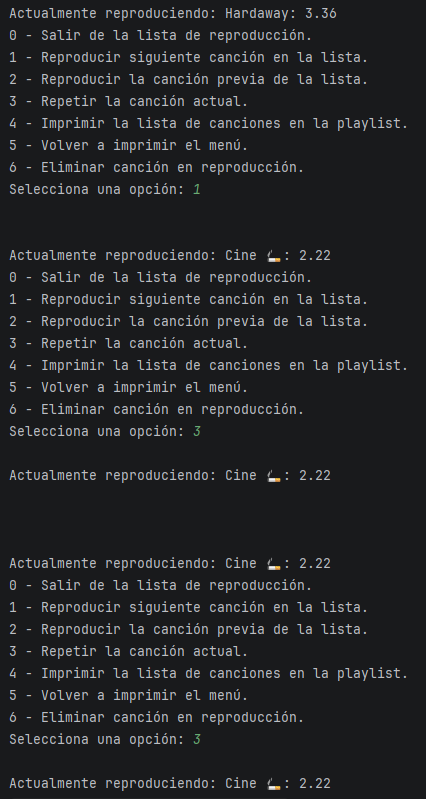 Actualmente reproduciendo: Hardaway: 3.36
0 - Salir de la lista de reproducción.
1 - Reproducir siguiente canción en la lista.
2 - Reproducir la canción previa de la lista.
3 - Repetir la canción actual.
4 - Imprimir la lista de canciones en la playlist.
5 - Volver a imprimir el menú.
6 - Eliminar canción en reproducción.
Selecciona una opción: 1
Actualmente reproduciendo: Cine 🚬: 2.22
0 - Salir de la lista de reproducción.
1 - Reproducir siguiente canción en la lista.
2 - Reproducir la canción previa de la lista.
3 - Repetir la canción actual.
4 - Imprimir la lista de canciones en la playlist.
5 - Volver a imprimir el menú.
6 - Eliminar canción en reproducción.
Selecciona una opción: 3
Actualmente reproduciendo: Cine 🚬: 2.22
Actualmente reproduciendo: Cine 🚬: 2.22
0 - Salir de la lista de reproducción.
1 - Reproducir siguiente canción en la lista.
2 - Reproducir la canción previa de la lista.
3 - Repetir la canción actual.
4 - Imprimir la lista de canciones en la playlist.
5 - Volver a imprimir el menú.
6 - Eliminar canción en reproducción.
Selecciona una opción: 3
Actualmente reproduciendo: Cine 🚬: 2.22